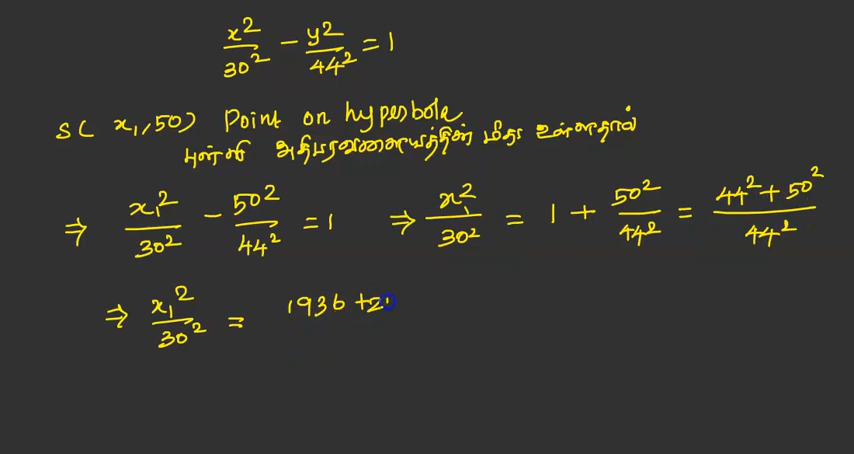 x²/30² − y²/44² = 1
S( x₁, 50) Point on hyperbola
புள்ளி அதிபரவளையத்தின் மீது உள்ளதால்
⇒ x₁²/30² − 50²/44² = 1 ⇒ x₁²/30² = 1 + 50²/44² = 44² + 50²/44²
⇒ x₁²/30² = 1936 + 2